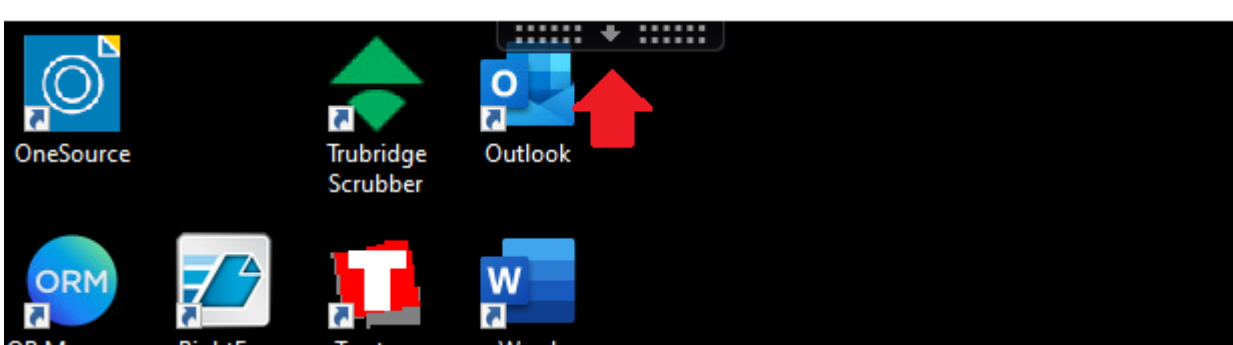 OneSource
Trubridge
Scrubber
O
Outlook
ORM
T
W